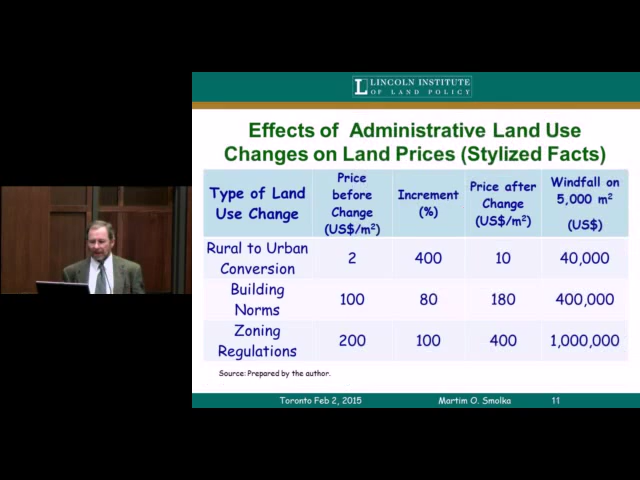 LINCOLN INSTITUTE
OF LAND POLICY
Effects of Administrative Land Use
Changes on Land Prices (Stylized Facts)
Type of Land
Use Change
Price
before
Change
(US$/m²)
Increment
(%)
Price after
Change
(US$/m²)
Windfall on
5,000 m²
(US$)
Rural to Urban
Conversion
2
400
10
40,000
Building
Norms
100
80
180
400,000
Zoning
Regulations
200
100
400
1,000,000
Source: Prepared by the author.
Toronto Feb 2, 2015
Martim O. Smolka
11